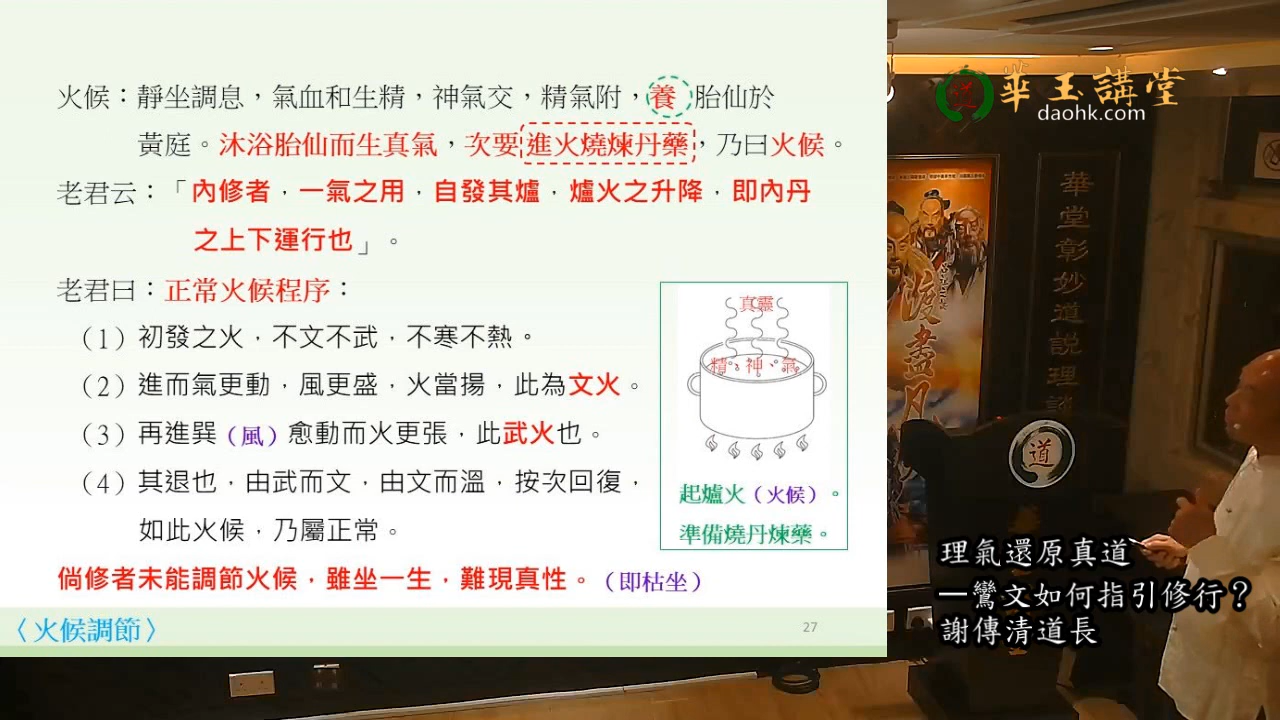 火候：靜坐調息，氣血和生精，神氣交，精氣附，養 胎仙於
黃庭。沐浴胎仙而生真氣，次要進火燒煉丹藥，乃曰火候。
老君云：「內修者，一氣之用，自發其爐，爐火之升降，即內丹
之上下運行也」。
老君曰：正常火候程序：
（1）初發之火，不文不武，不寒不熱。
（2）進而氣更動，風更盛，火當揚，此為文火。
（3）再進巽（風）愈動而火更張，此武火也。
（4）其退也，由武而文，由文而溫，按次回復，
如此火候，乃屬正常。
倘修者未能調節火候，雖坐一生，難現真性。（即枯坐）
真靈
精、神、氣
起爐火（火候）。
準備燒丹煉藥。
〈火候調節〉
27
道 華玉講堂
daohk.com
渡盡凡
華堂彰妙道説理談
道
理氣還原真道
—鸞文如何指引修行？
謝傳清道長